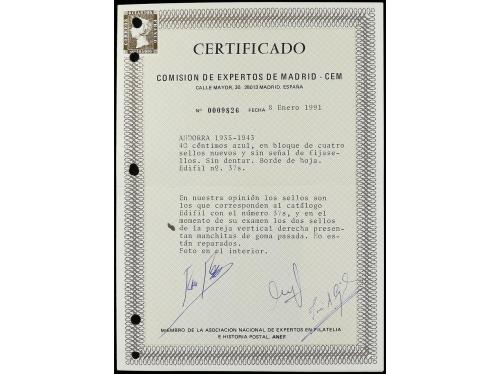 CERTIFICADO
COMISION DE EXPERTOS DE MADRID - CEM
CALLE MAYOR, 30. 28013 MADRID. ESPAÑA
Nº 0009826 FECHA 8 Enero 1991
ANDORRA 1935-1943
40 céntimos azul, en bloque de cuatro
sellos nuevos y sin señal de fijase-
llos. Sin dentar. Borde de hoja.
Edifil nº. 37s.
En nuestra opinión los sellos son
los que corresponden al catálogo
Edifil con el número 37s, y en el
momento de su examen los dos sellos
de la pareja vertical derecha presen-
tan manchitas de goma pasada. No es-
tán reparados.
Foto en el interior.
MIEMBRO DE LA ASOCIACION NACIONAL DE EXPERTOS EN FILATELIA
E HISTORIA POSTAL. ANEF